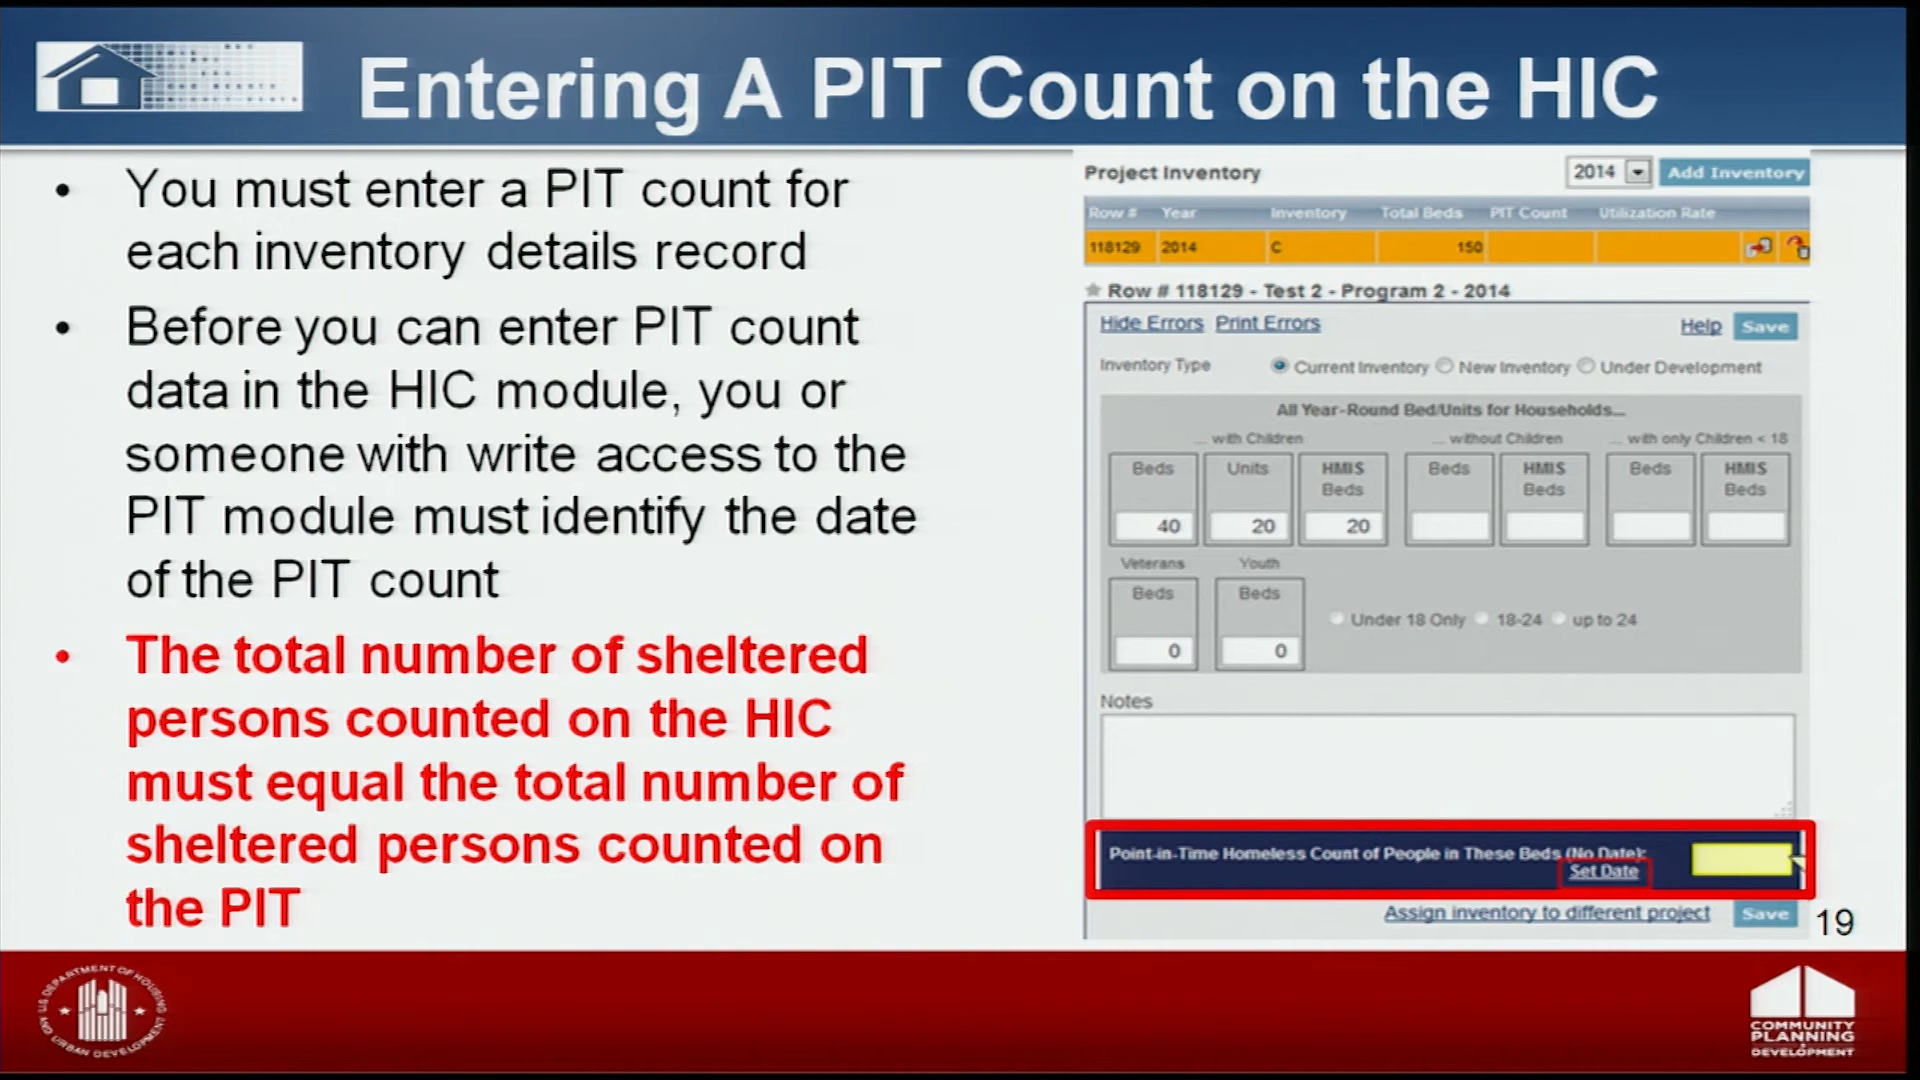 Entering A PIT Count on the HIC
• You must enter a PIT count for
each inventory details record
• Before you can enter PIT count
data in the HIC module, you or
someone with write access to the
PIT module must identify the date
of the PIT count
• The total number of sheltered
persons counted on the HIC
must equal the total number of
sheltered persons counted on
the PIT
Project Inventory 2014 Add Inventory
Row # Year Inventory Total Beds PIT Count Utilization Rate
118129 2014 C 150
Row # 118129 - Test 2 - Program 2 - 2014
Hide Errors Print Errors Help Save
Inventory Type Current Inventory New Inventory Under Development
All Year-Round Bed/Units for Households...
... with Children ... without Children ... with only Children < 18
Beds Units HMIS Beds Beds HMIS Beds Beds HMIS Beds
40 20 20
Veterans Youth
Beds Beds
Under 18 Only 18-24 up to 24
0 0
Notes
Point-in-Time Homeless Count of People in These Beds (No Date):
Set Date
Assign inventory to different project Save
19
U.S. DEPARTMENT OF HOUSING
AND URBAN DEVELOPMENT
COMMUNITY
PLANNING
DEVELOPMENT